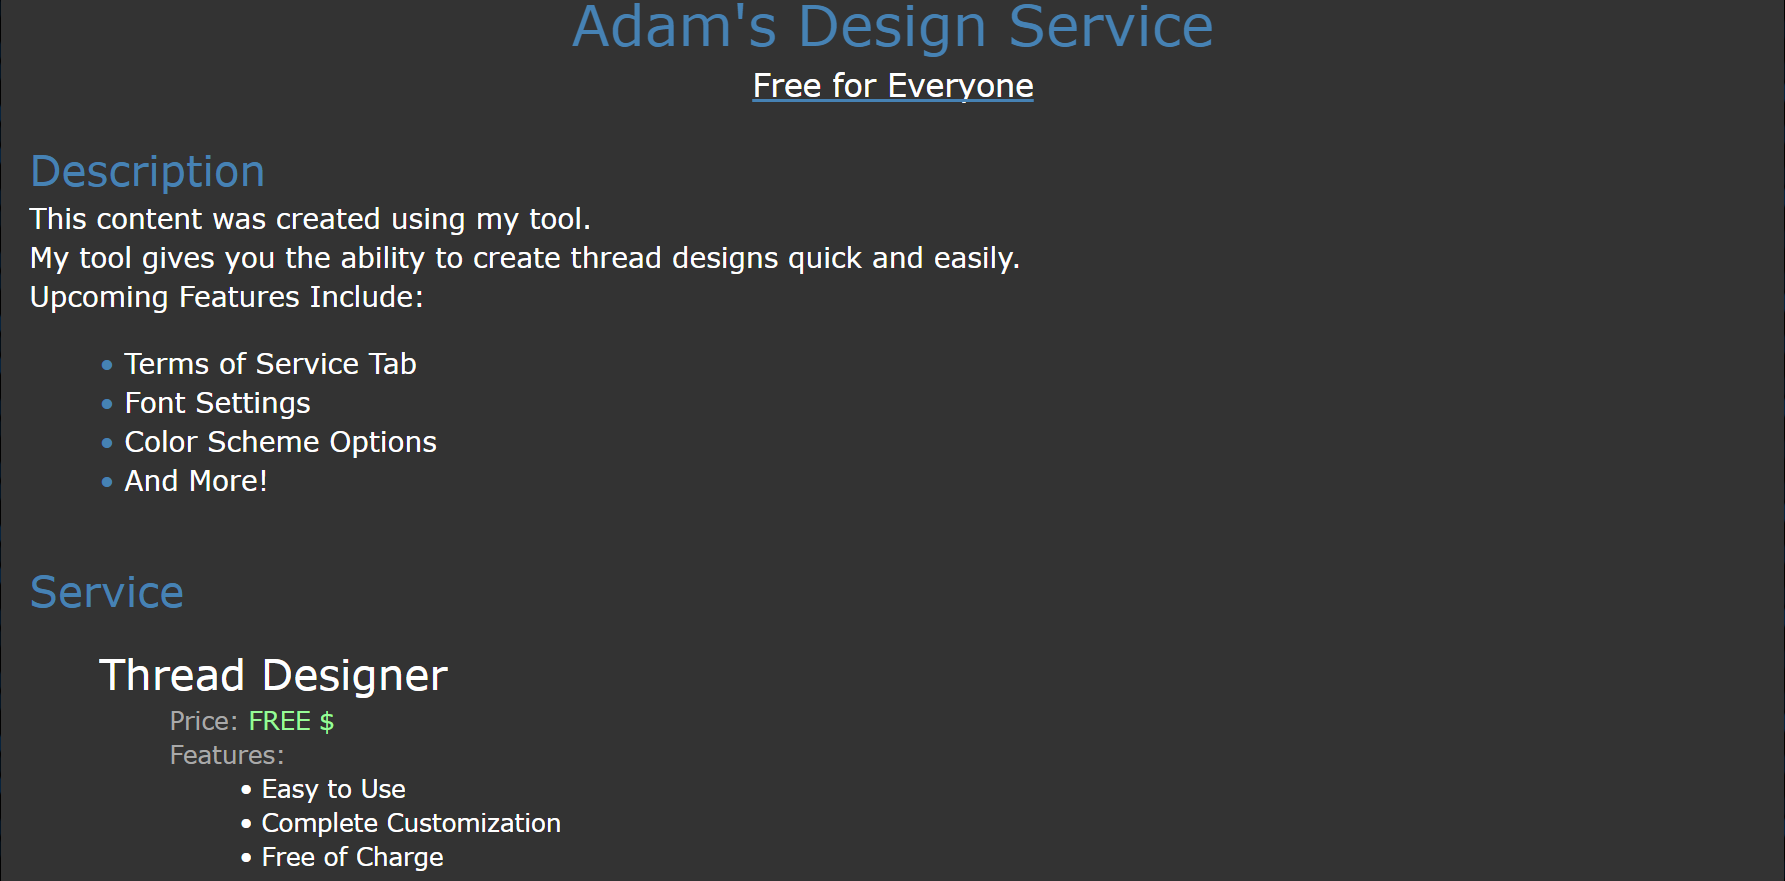 Adam's Design Service
Free for Everyone
Description
This content was created using my tool.
My tool gives you the ability to create thread designs quick and easily.
Upcoming Features Include:
• Terms of Service Tab
• Font Settings
• Color Scheme Options
• And More!
Service
Thread Designer
Price: FREE $
Features:
• Easy to Use
• Complete Customization
• Free of Charge